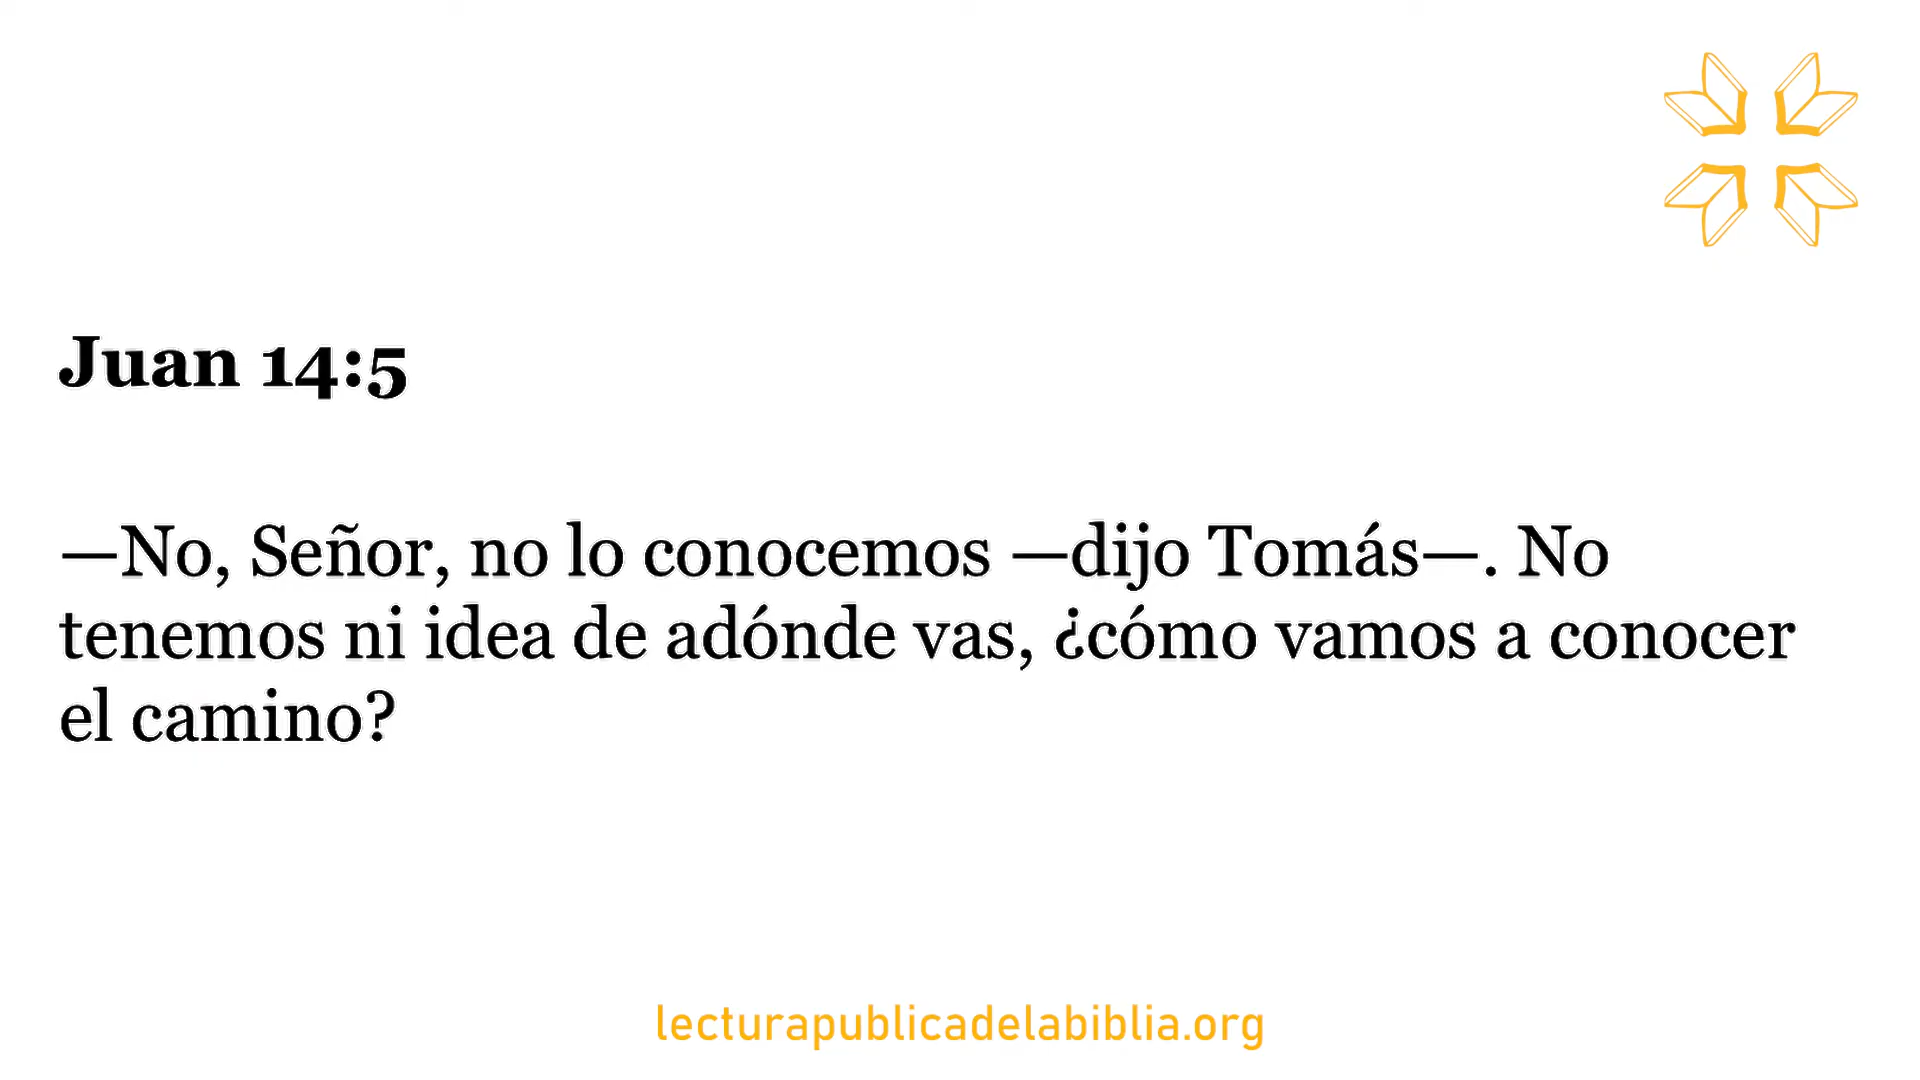 Juan 14:5
—No, Señor, no lo conocemos —dijo Tomás—. No
tenemos ni idea de adónde vas, ¿cómo vamos a conocer
el camino?
lecturapublicadelabiblia.org